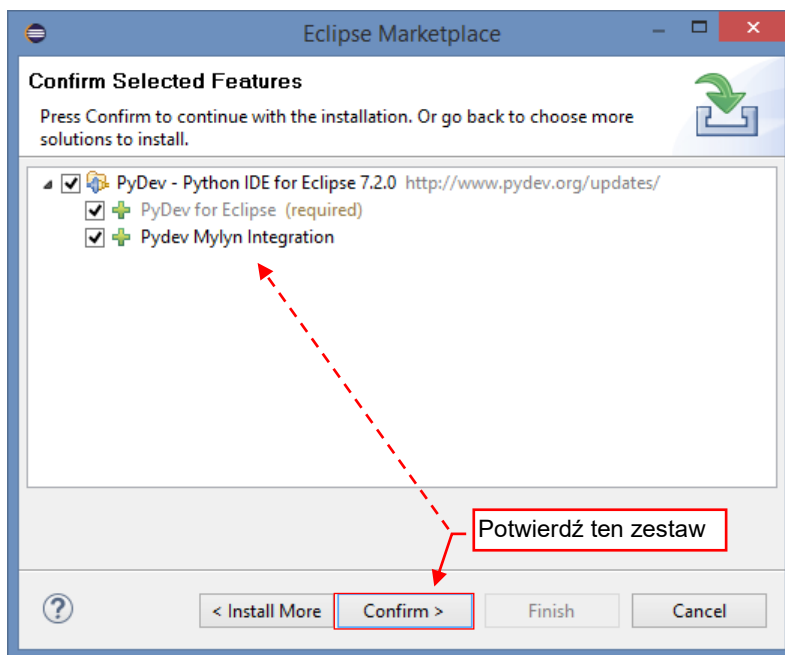 Eclipse Marketplace
Confirm Selected Features
Press Confirm to continue with the installation. Or go back to choose more
solutions to install.
PyDev - Python IDE for Eclipse 7.2.0 http://www.pydev.org/updates/
PyDev for Eclipse (required)
Pydev Mylyn Integration
Potwierdź ten zestaw
?
< Install More
Confirm >
Finish
Cancel